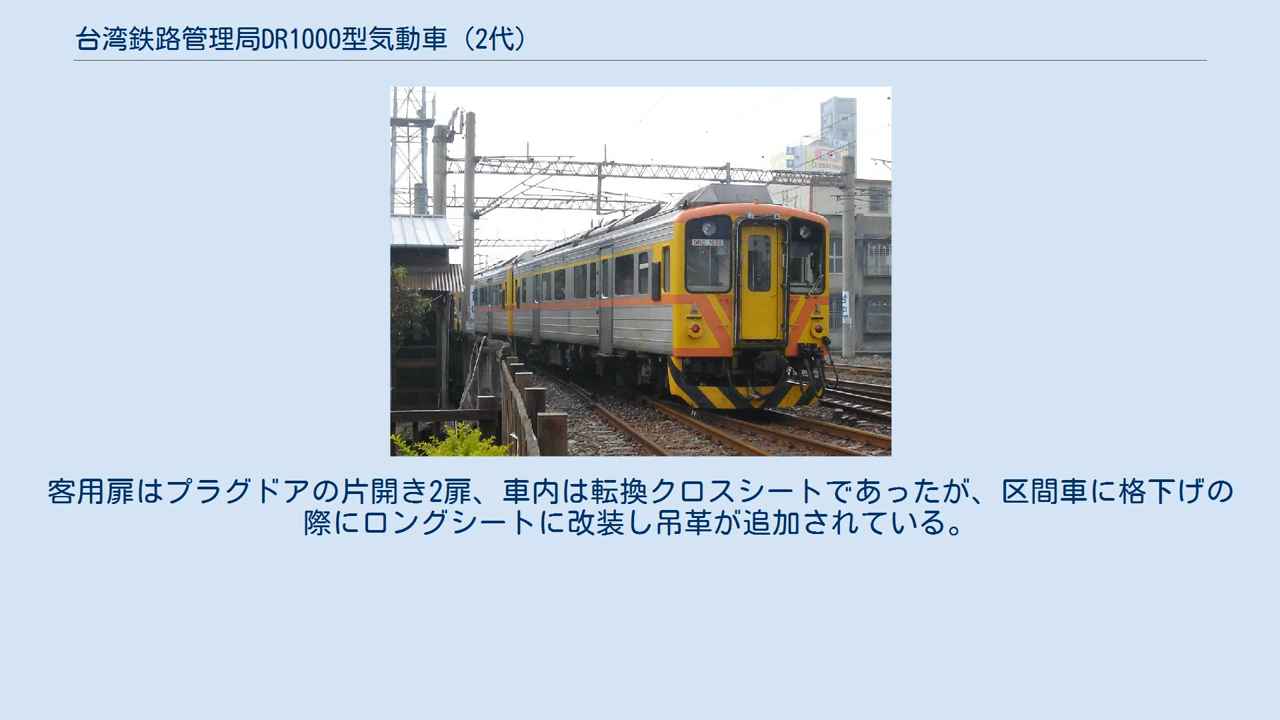 台湾鉄路管理局DR1000型気動車（2代）
客用扉はプラグドアの片開き2扉、車内は転換クロスシートであったが、区間車に格下げの
際にロングシートに改装し吊革が追加されている。